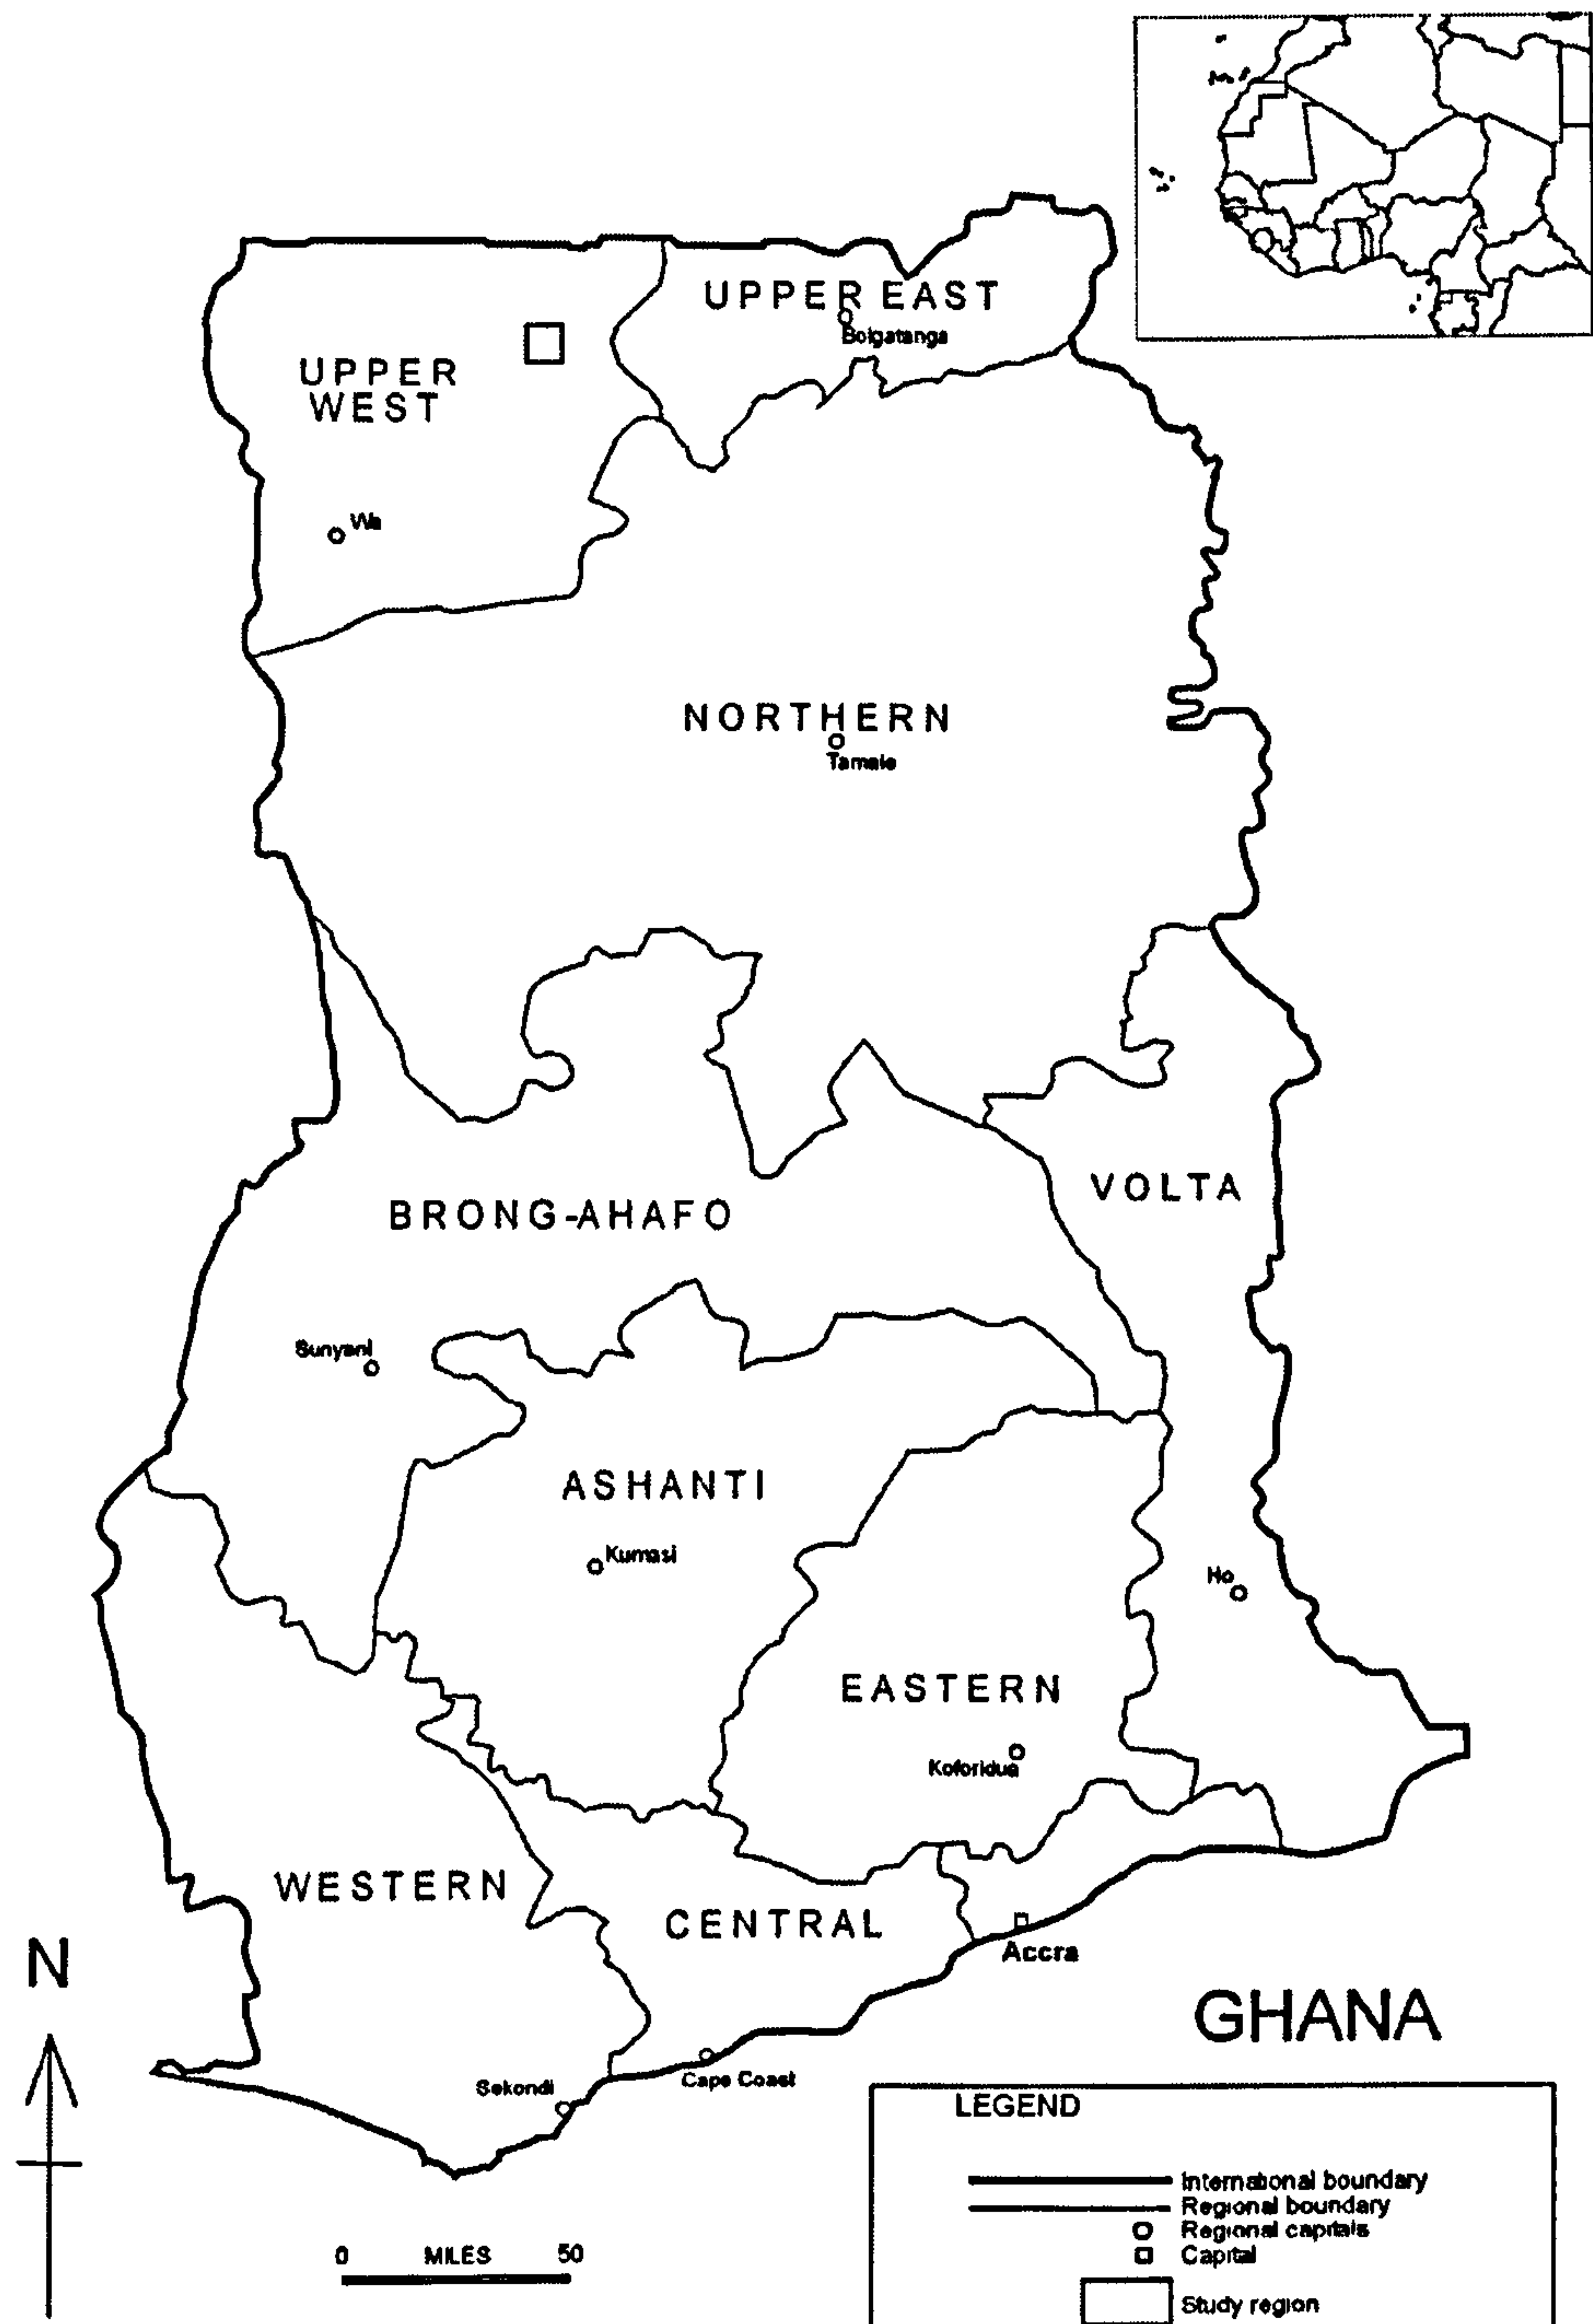 UPPER EAST
Bolgatanga
UPPER
WEST
Wa
NORTHERN
Tamale
VOLTA
BRONG-AHAFO
Sunyani
ASHANTI
Kumasi
Ho
EASTERN
Koforidua
WESTERN
CENTRAL
Accra
N
GHANA
Cape Coast
Sekondi
LEGEND
International boundary
Regional boundary
Regional capitals
Capital
Study region
0 MILES 50